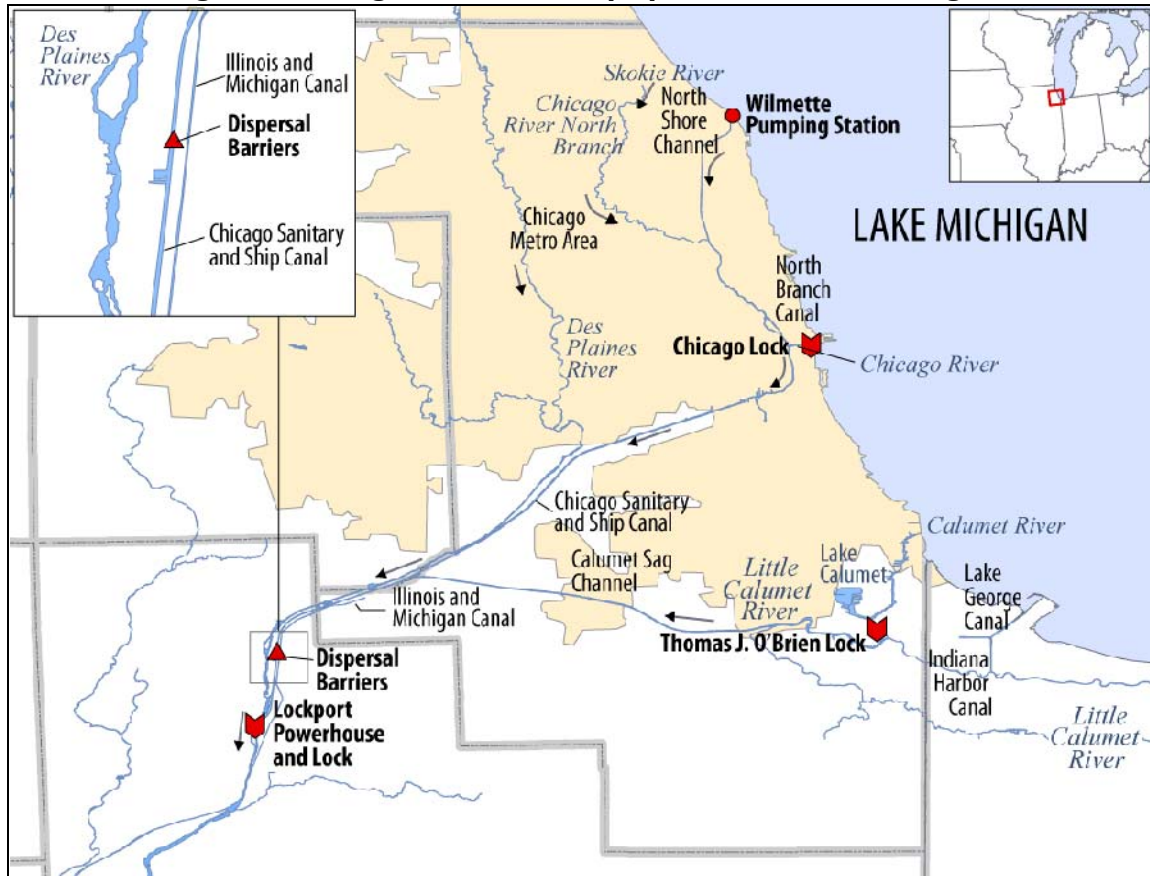 Des
Plaines
River
Illinois
and Michigan
Canal
Dispersal
Barriers
Chicago Sanitary
and Ship Canal
Skokie River
Chicago
River North
Branch
North
Shore
Channel
Wilmette
Pumping Station
Chicago
Metro Area
LAKE MICHIGAN
North
Branch
Canal
Des
Plaines
River
Chicago Lock
Chicago River
Chicago Sanitary
and Ship Canal
Calumet River
Calumet Sag
Channel
Lake
Calumet
Little
Calumet
River
Lake
George
Canal
Illinois and
Michigan Canal
Thomas J. O'Brien Lock
Indiana
Harbor
Canal
Dispersal
Barriers
Lockport
Powerhouse
and Lock
Little
Calumet
River